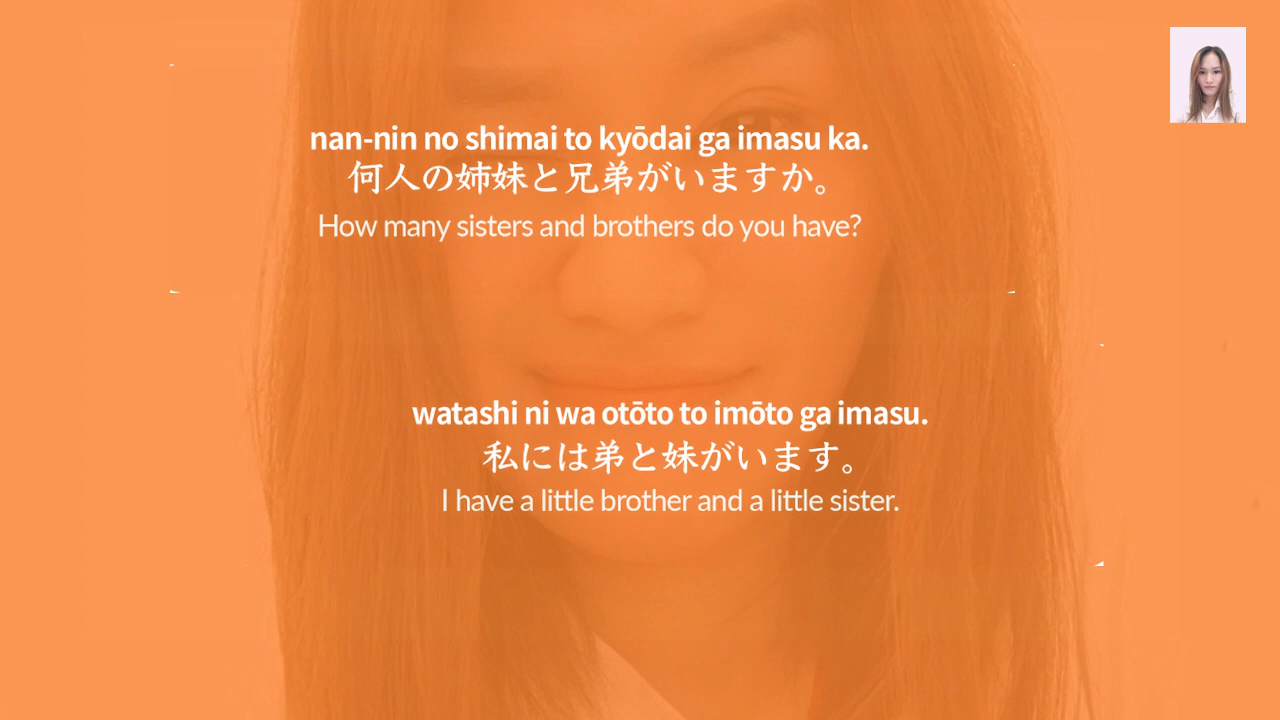 nan-nin no shimai to kyōdai ga imasu ka.
何人の姉妹と兄弟がいますか。
How many sisters and brothers do you have?
watashi ni wa otōto to imōto ga imasu.
私には弟と妹がいます。
I have a little brother and a little sister.